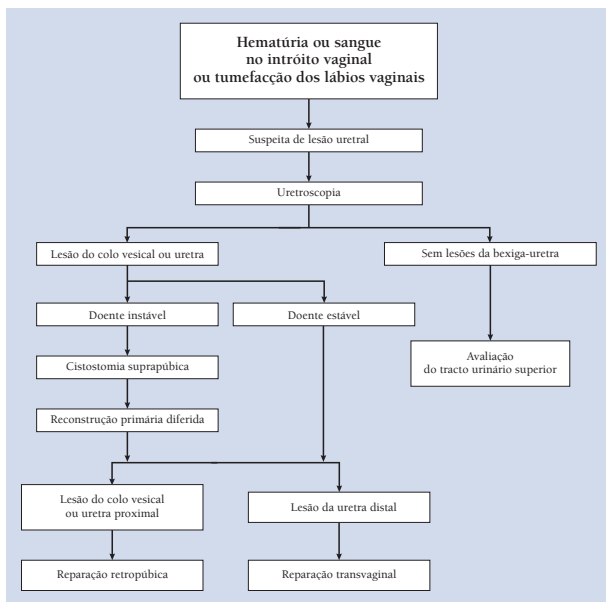 Hematúria ou sangue
no intróito vaginal
ou tumefacção dos lábios vaginais
Suspeita de lesão uretral
Uretroscopia
Lesão do colo vesical ou uretra
Sem lesões da bexiga-uretra
Doente instável
Doente estável
Avaliação
do tracto urinário superior
Cistostomia suprapúbica
Reconstrução primária diferida
Lesão do colo vesical
ou uretra proximal
Lesão da uretra distal
Reparação retropúbica
Reparação transvaginal